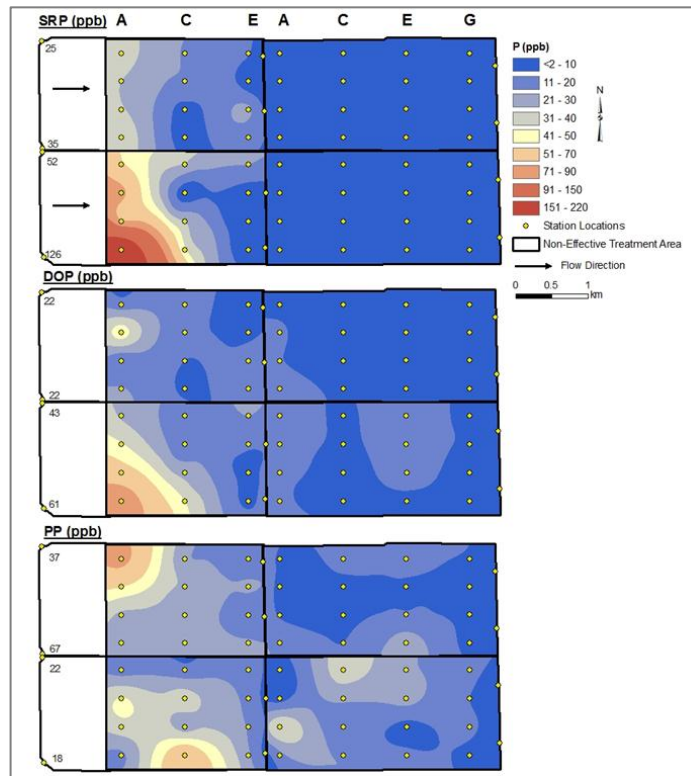 SRP (ppb) A C E A C E G
25
35
52
126
P (ppb)
<2 - 10
11 - 20
21 - 30
31 - 40
41 - 50
51 - 70
71 - 90
91 - 150
151 - 220
Station Locations
Non-Effective Treatment Area
Flow Direction
0 0.5 1
km
N
DOP (ppb)
22
22
43
61
PP (ppb)
37
67
22
18